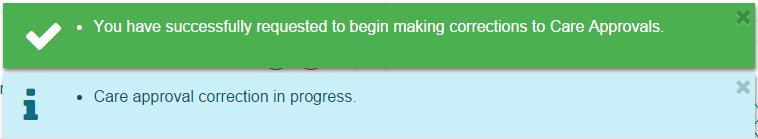 You have successfully requested to begin making corrections to Care Approvals.
Care approval correction in progress.